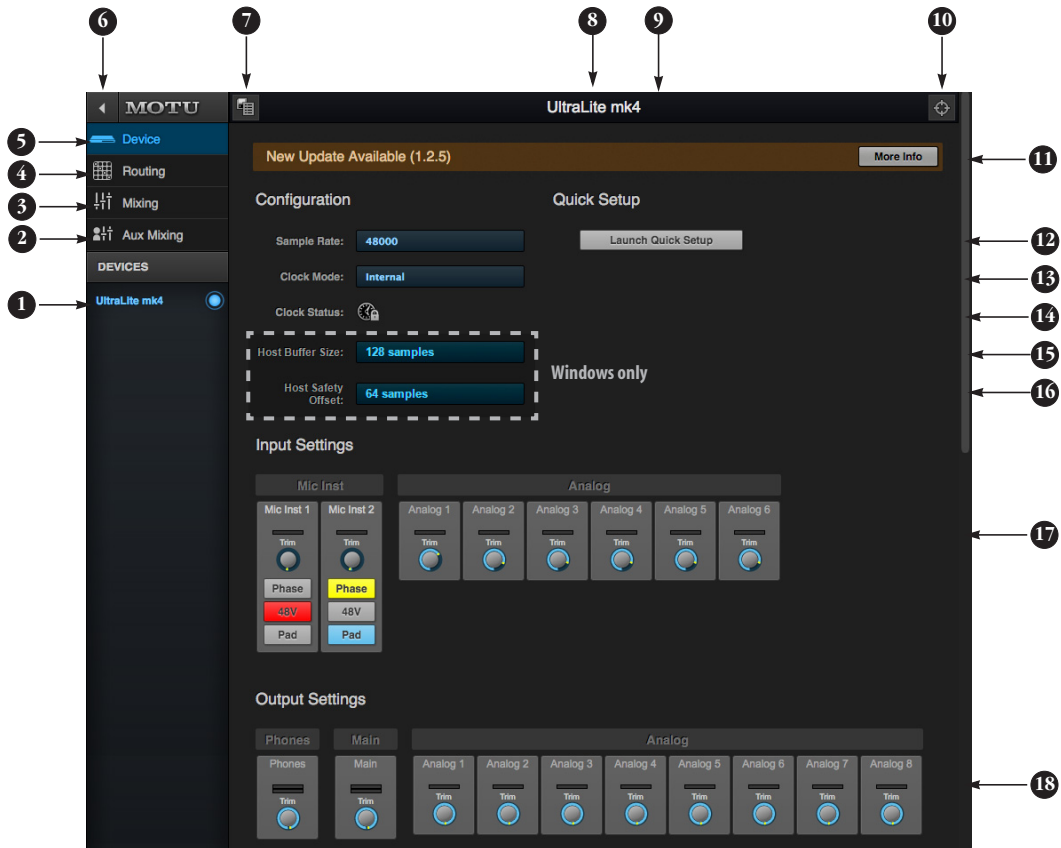 6 7 8 9 10
MOTU
UltraLite mk4
5 Device
4 Routing
3 Mixing
2 Aux Mixing
DEVICES
1 UltraLite mk4
New Update Available (1.2.5) More Info 11
Configuration Quick Setup
Sample Rate: 48000 Launch Quick Setup 12
Clock Mode: Internal 13
Clock Status: 14
Host Buffer Size: 128 samples 15
Windows only
Host Safety Offset: 64 samples 16
Input Settings
Mic Inst Analog
Mic Inst 1 Mic Inst 2 Analog 1 Analog 2 Analog 3 Analog 4 Analog 5 Analog 6
17
Trim Trim Trim Trim Trim Trim Trim Trim
Phase Phase
48V 48V
Pad Pad
Output Settings
Phones Main Analog
Phones Main Analog 1 Analog 2 Analog 3 Analog 4 Analog 5 Analog 6 Analog 7 Analog 8
18
Trim Trim Trim Trim Trim Trim Trim Trim Trim Trim